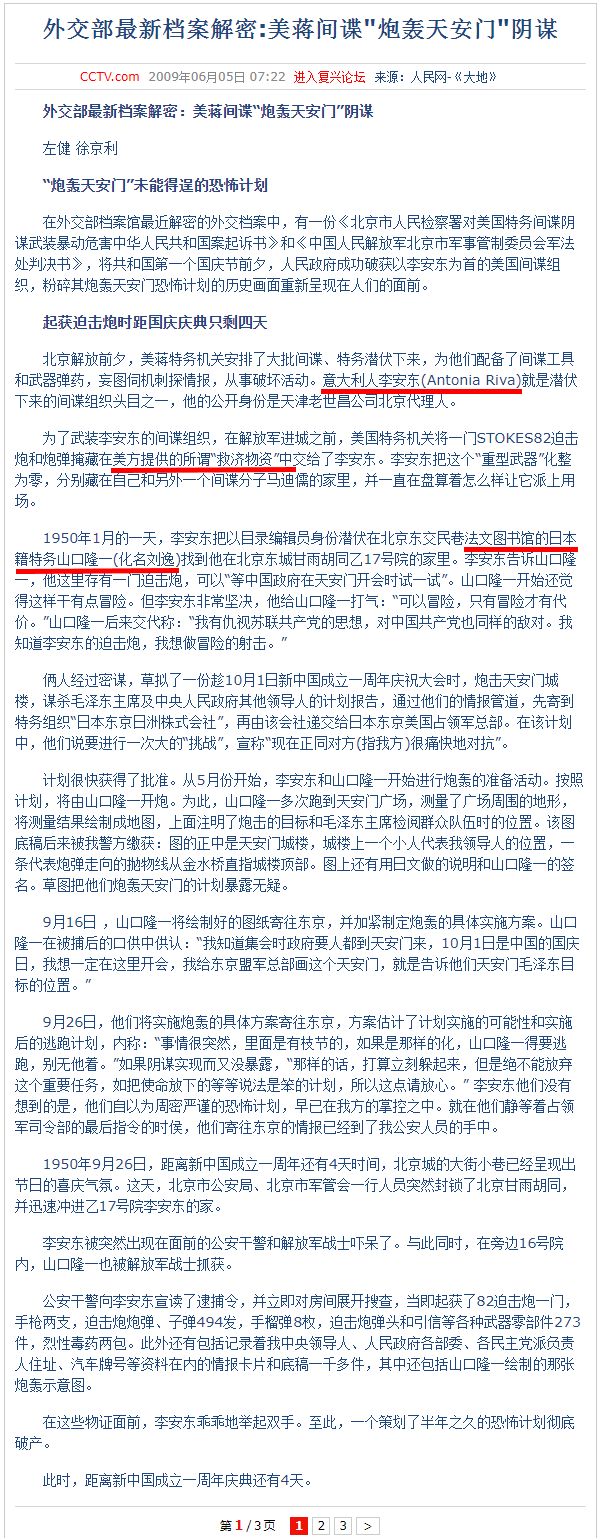 外交部最新档案解密:美蒋间谍"炮轰天安门"阴谋
CCTV.com 2009年06月05日 07:22 进入复兴论坛 来源：人民网-《大地》
外交部最新档案解密：美蒋间谍“炮轰天安门”阴谋
左健 徐京利
“炮轰天安门”未能得逞的恐怖计划
在外交部档案馆最近解密的外交档案中，有一份《北京市人民检察署对美国特务间谍阴
谋武装暴动危害中华人民共和国案起诉书》和《中国人民解放军北京市军事管制委员会军法
处判决书》，将共和国第一个国庆节前夕，人民政府成功破获以李安东为首的美国间谍组
织，粉碎其炮轰天安门恐怖计划的历史画面重新呈现在人们的面前。
起获迫击炮时距国庆庆典只剩四天
北京解放前夕，美蒋特务机关安排了大批间谍、特务潜伏下来，为他们配备了间谍工具
和武器弹药，妄图伺机刺探情报，从事破坏活动。意大利人李安东(Antonia Riva)就是潜伏
下来的间谍组织头目之一，他的公开身份是天津老世昌公司北京代理人。
为了武装李安东的间谍组织，在解放军进城之前，美国特务机关将一门STOKES82迫击
炮和炮弹掩藏在美方提供的所谓“救济物资”中交给了李安东。李安东把这个“重型武器”化整
为零，分别藏在自己和另外一个间谍分子马迪儒的家里，并一直在盘算着怎么样让它派上用
场。
1950年1月的一天，李安东把以目录编辑员身份潜伏在北京东交民巷法文图书馆的日本
籍特务山口隆一(化名刘逸)找到他在北京东城甘雨胡同乙17号院的家里。李安东告诉山口隆
一，他这里存有一门迫击炮，可以“等中国政府在天安门开会时试一试”。山口隆一开始还觉
得这样干有点冒险。但李安东非常坚决，他给山口隆一打气：“可以冒险，只有冒险才有代
价。”山口隆一后来交代称：“我有仇视苏联共产党的思想，对中国共产党也同样的敌对。我
知道李安东的迫击炮，我想做冒险的射击。”
俩人经过密谋，草拟了一份趁10月1日新中国成立一周年庆祝大会时，炮击天安门城
楼，谋杀毛泽东主席及中央人民政府其他领导人的计划报告，通过他们的情报管道，先寄到
特务组织“日本东京日洲株式会社”，再由该会社递交给日本东京美国占领军总部。在该计划
中，他们说要进行一次大的“挑战”，宣称“现在正同对方(指我方)很痛快地对抗”。
计划很快获得了批准。从5月份开始，李安东和山口隆一开始进行炮轰的准备活动。按照
计划，将由山口隆一开炮。为此，山口隆一多次跑到天安门广场，测量了广场周围的地形，
将测量结果绘制成地图，上面注明了炮击的目标和毛泽东主席检阅群众队伍时的位置。该图
底稿后来被我警方缴获：图的正中是天安门城楼，城楼上一个小人代表我领导人的位置，一
条代表炮弹走向的抛物线从金水桥直指城楼顶部。图上还有用日文做的说明和山口隆一的签
名。草图把他们炮轰天安门的计划暴露无疑。
9月16日 ，山口隆一将绘制好的图纸寄往东京，并加紧制定炮轰的具体实施方案。山口
隆一在被捕后的口供中供认：“我知道集会时政府要人都到天安门来，10月1日是中国的国庆
日，我想一定在这里开会，我给东京盟军总部画这个天安门，就是告诉他们天安门毛泽东目
标的位置。”
9月26日，他们将实施炮轰的具体方案寄往东京，方案估计了计划实施的可能性和实施
后的逃跑计划，内称：“事情很突然，里面是有枝节的，如果是那样的化，山口隆一得要逃
跑，别无他着。”如果阴谋实现而又没暴露，“那样的话，打算立刻躲起来，但是绝不能放弃
这个重要任务，如把使命放下的等等说法是笨的计划，所以这点请放心。” 李安东他们没有
想到的是，他们自以为周密严谨的恐怖计划，早已在我方的掌控之中。就在他们静等着占领
军司令部的最后指令的时候，他们寄往东京的情报已经到了我公安人员的手中。
1950年9月26日，距离新中国成立一周年还有4天时间，北京城的大街小巷已经呈现出
节日的喜庆气氛。这天，北京市公安局、北京市军管会一行人员突然封锁了北京甘雨胡同，
并迅速冲进乙17号院李安东的家。
李安东被突然出现在面前的公安干警和解放军战士吓呆了。与此同时，在旁边16号院
内，山口隆一也被解放军战士抓获。
公安干警向李安东宣读了逮捕令，并立即对房间展开搜查，当即起获了82迫击炮一门，
手枪两支，迫击炮炮弹、子弹494发，手榴弹8枚，迫击炮弹头和引信等各种武器零部件273
件，烈性毒药两包。此外还有包括记录着我中央领导人、人民政府各部委、各民主党派负责
人住址、汽车牌号等资料在内的情报卡片和底稿一千多件，其中还包括山口隆一绘制的那张
炮轰示意图。
在这些物证面前，李安东乖乖地举起双手。至此，一个策划了半年之久的恐怖计划彻底
破产。
此时，距离新中国成立一周年庆典还有4天。
第 1 / 3页 1 2 3 >